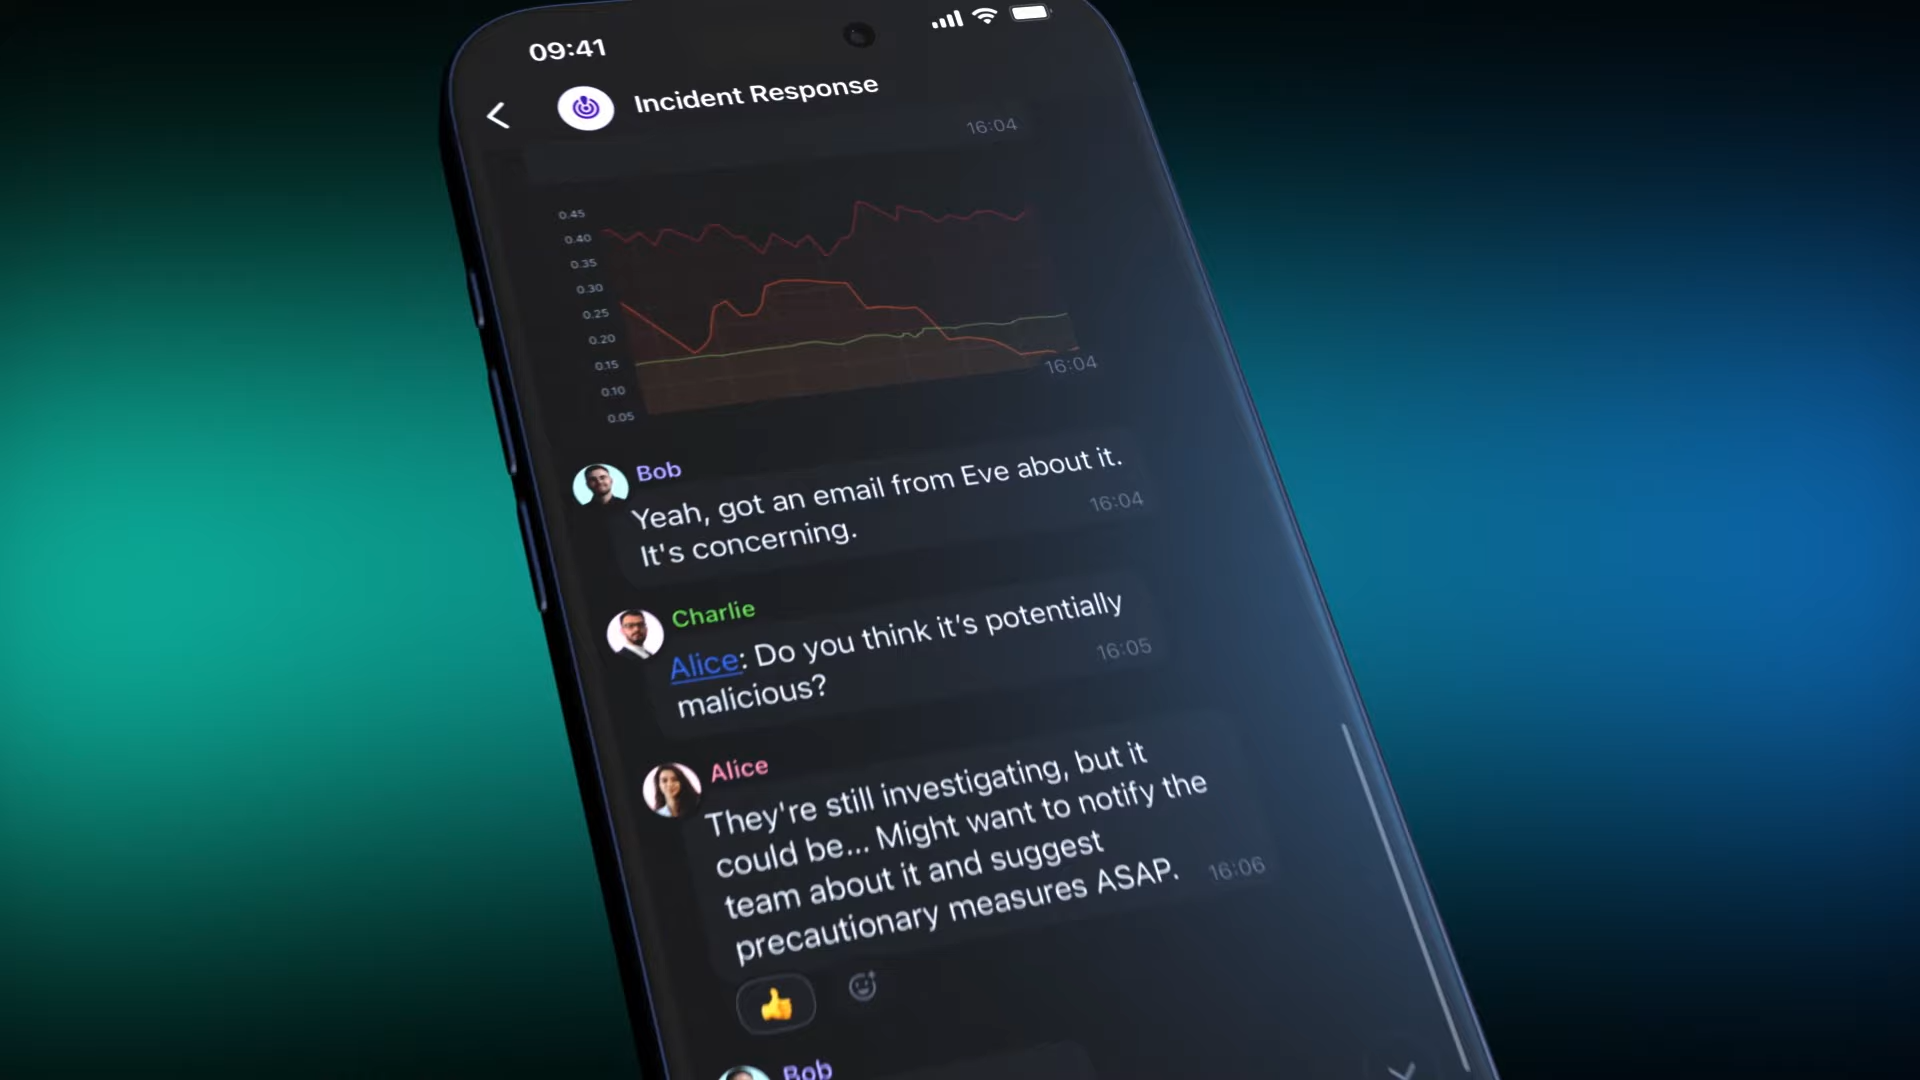 09:41
Incident Response
16:04
0.45
0.40
0.35
0.30
0.25
0.20
0.15
0.10
0.05
16:04
Bob
Yeah, got an email from Eve about it.
It's concerning.
16:04
Charlie
Alice: Do you think it's potentially
malicious?
16:05
Alice
They're still investigating, but it
could be... Might want to notify the
team about it and suggest
precautionary measures ASAP.
16:06
Bob